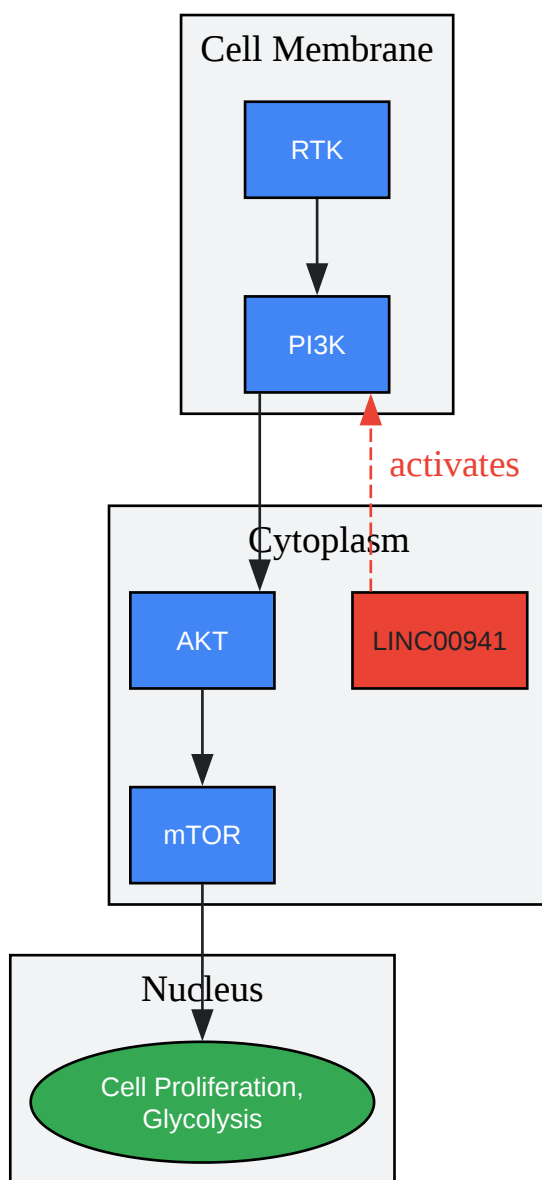 Cell Membrane
RTK
PI3K
activates
Cytoplasm
AKT
LINC00941
mTOR
Nucleus
Cell Proliferation,
Glycolysis